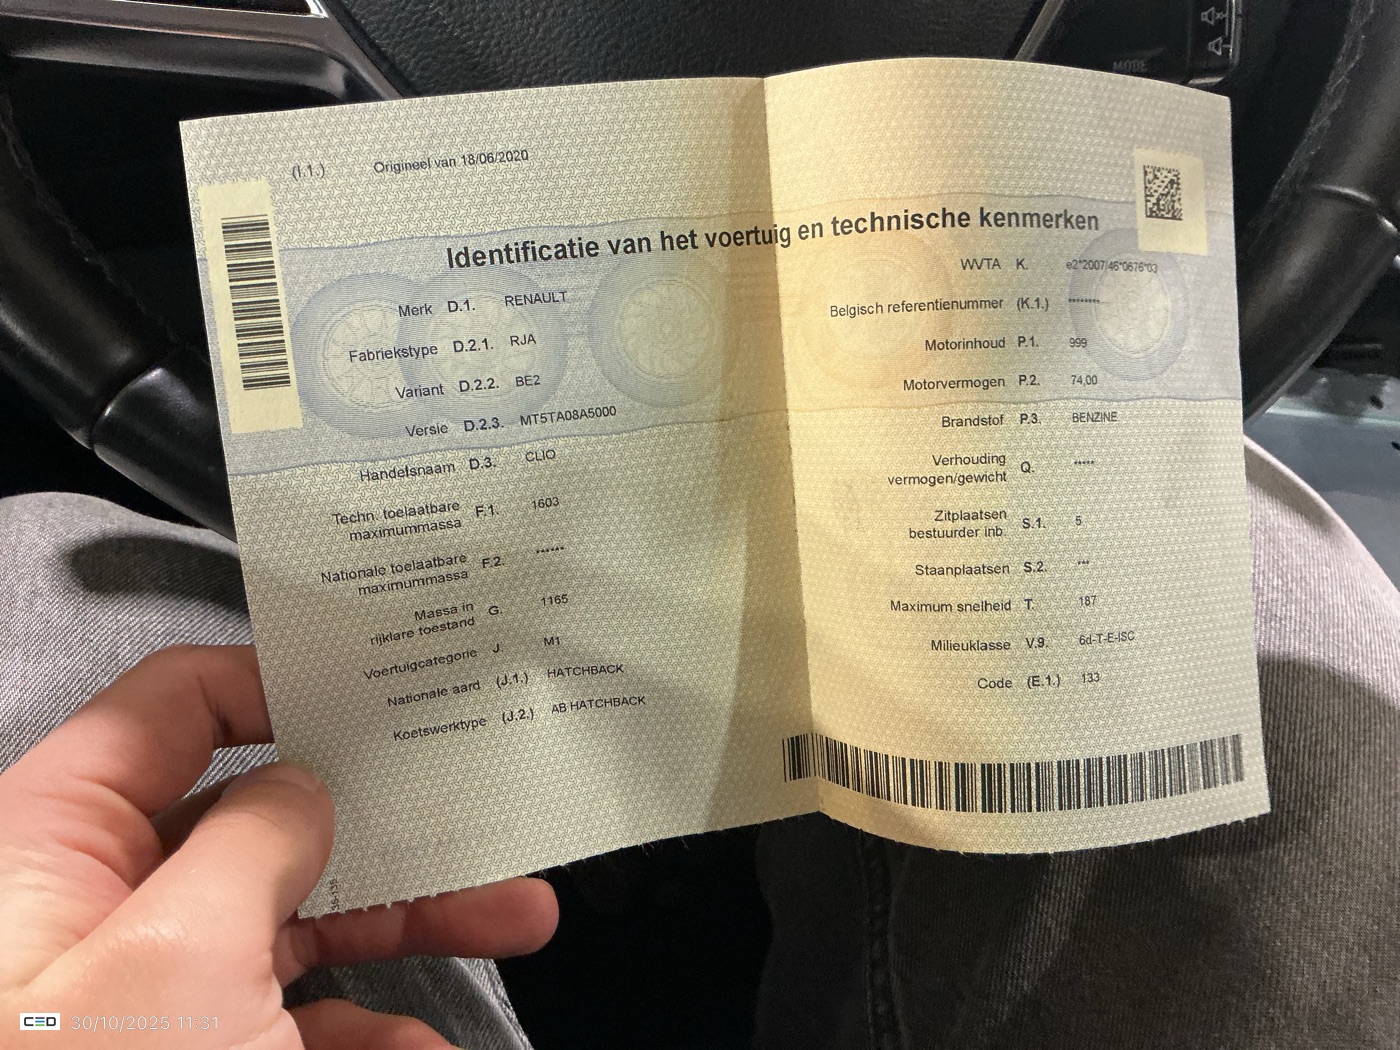 (I.1.) Origineel van 18/06/2020
Identificatie van het voertuig en technische kenmerken
Merk D.1. RENAULT
Fabriekstype D.2.1. RJA
Variant D.2.2. BE2
Versie D.2.3. MT5TA08A5000
Handelsnaam D.3. CLIO
Techn. toelaatbare
maximummassa F.1. 1603
Nationale toelaatbare
maximummassa F.2. ******
Massa in
rijklare toestand G. 1165
Voertuigcategorie J. M1
Nationale aard (J.1.) HATCHBACK
Koetswerktype (J.2.) AB HATCHBACK
WVTA K. e2*2007/46*0676*03
Belgisch referentienummer (K.1.) ********
Motorinhoud P.1. 999
Motorvermogen P.2. 74,00
Brandstof P.3. BENZINE
Verhouding
vermogen/gewicht Q. *****
Zitplaatsen
bestuurder inb. S.1. 5
Staanplaatsen S.2. ***
Maximum snelheid T. 187
Milieuklasse V.9. 6d-T-E-ISC
Code (E.1.) 133
MODE
CED 30/10/2025 11:31